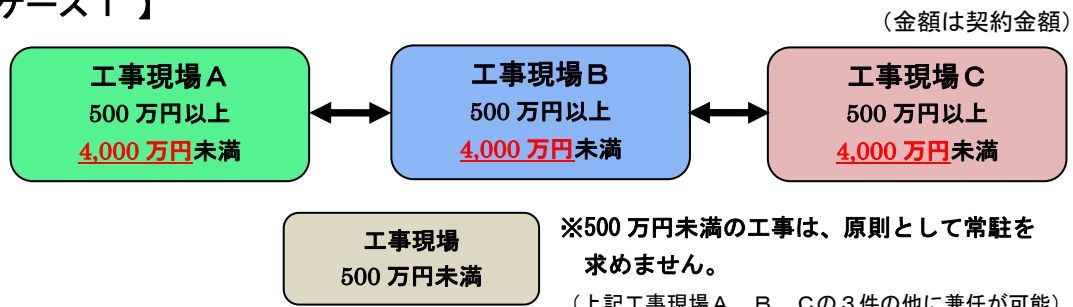 ケース１ 】
（金額は契約金額）
工事現場Ａ
500 万円以上
4,000 万円未満
工事現場Ｂ
500 万円以上
4,000 万円未満
工事現場Ｃ
500 万円以上
4,000 万円未満
工事現場
500 万円未満
※500 万円未満の工事は、原則として常駐を
求めません。
（上記工事現場Ａ、Ｂ、Ｃの３件の他に兼任が可能）